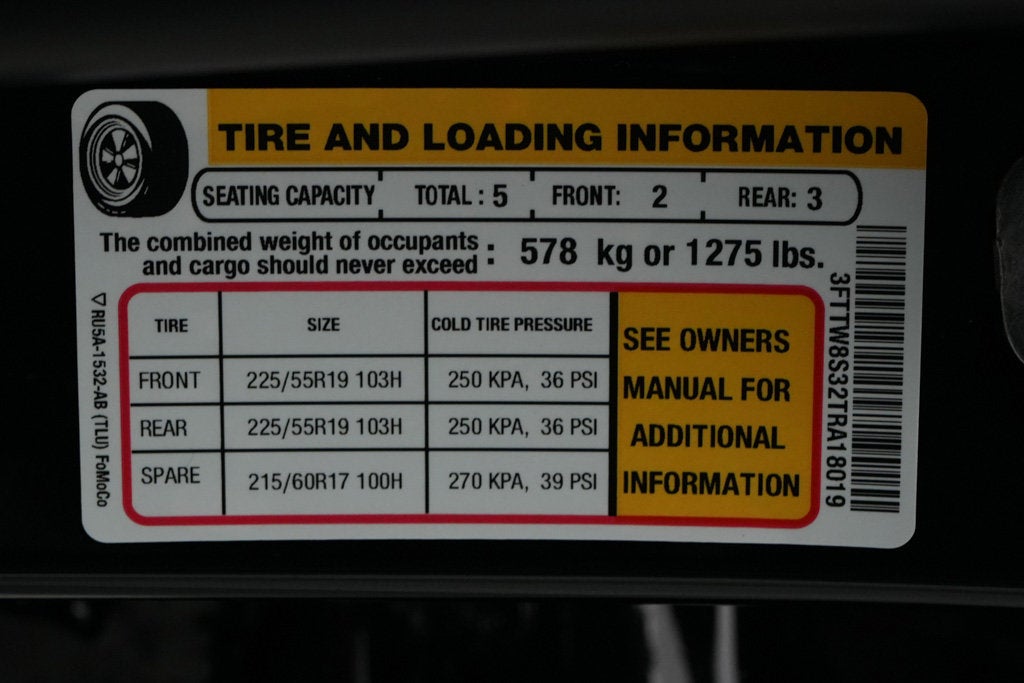 TIRE AND LOADING INFORMATION
SEATING CAPACITY TOTAL : 5 FRONT: 2 REAR: 3
The combined weight of occupants
and cargo should never exceed : 578 kg or 1275 lbs.
TIRE SIZE COLD TIRE PRESSURE
FRONT 225/55R19 103H 250 KPA, 36 PSI
REAR 225/55R19 103H 250 KPA, 36 PSI
SPARE 215/60R17 100H 270 KPA, 39 PSI
SEE OWNERS
MANUAL FOR
ADDITIONAL
INFORMATION
3FTTW8S32TRA18019
RU5A-1532-AB (TLU) FoMoCo